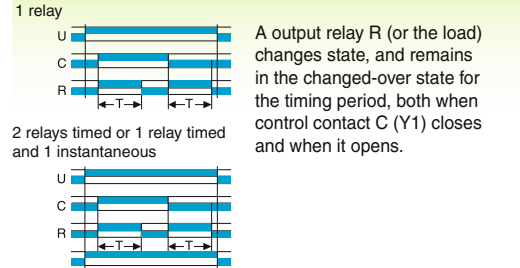 1 relay
U
C
R
T T
A output relay R (or the load)
changes state, and remains
in the changed-over state for
the timing period, both when
control contact C (Y1) closes
and when it opens.
2 relays timed or 1 relay timed
and 1 instantaneous
U
C
R
T T